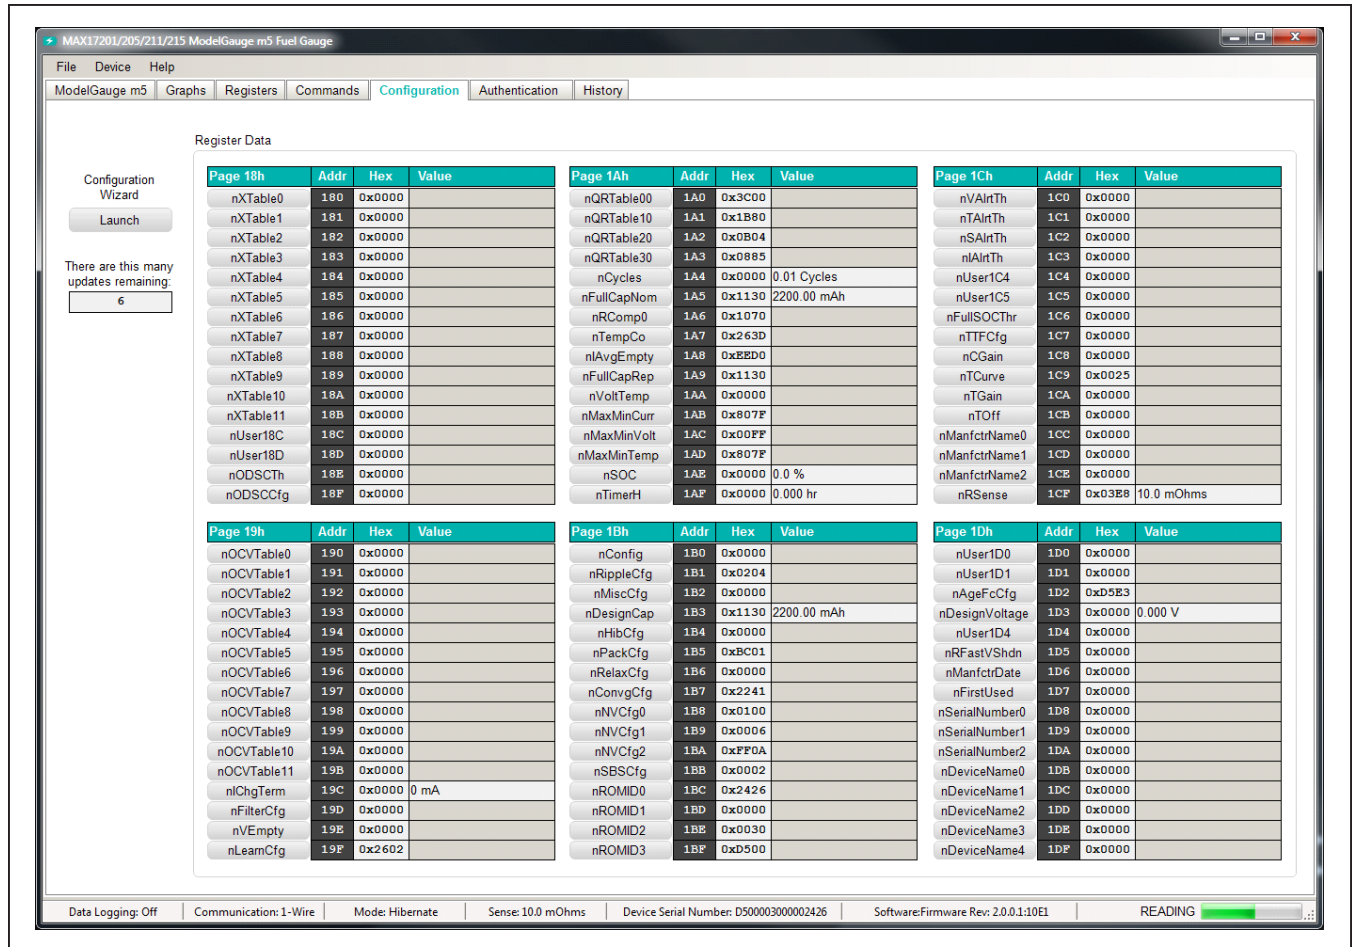 MAX17201/205/211/215 ModelGauge m5 Fuel Gauge
File Device Help
ModelGauge m5 Graphs Registers Commands Configuration Authentication History
Register Data
Configuration
Wizard
Launch
There are this many
updates remaining:
6
Page 18h Addr Hex Value
nXTable0 180 0x0000
nXTable1 181 0x0000
nXTable2 182 0x0000
nXTable3 183 0x0000
nXTable4 184 0x0000
nXTable5 185 0x0000
nXTable6 186 0x0000
nXTable7 187 0x0000
nXTable8 188 0x0000
nXTable9 189 0x0000
nXTable10 18A 0x0000
nXTable11 18B 0x0000
nUser18C 18C 0x0000
nUser18D 18D 0x0000
nODSCTh 18E 0x0000
nODSCCfg 18F 0x0000
Page 1Ah Addr Hex Value
nQRTable00 1A0 0x3C00
nQRTable10 1A1 0x1B80
nQRTable20 1A2 0x0B04
nQRTable30 1A3 0x0885
nCycles 1A4 0x0000 0.01 Cycles
nFullCapNom 1A5 0x1130 2200.00 mAh
nRComp0 1A6 0x1070
nTempCo 1A7 0x263D
nIAvgEmpty 1A8 0xEED0
nFullCapRep 1A9 0x1130
nVoltTemp 1AA 0x0000
nMaxMinCurr 1AB 0x807F
nMaxMinVolt 1AC 0x00FF
nMaxMinTemp 1AD 0x807F
nSOC 1AE 0x0000 0.0 %
nTimerH 1AF 0x0000 0.000 hr
Page 1Ch Addr Hex Value
nVAlrtTh 1C0 0x0000
nTAlrtTh 1C1 0x0000
nSAlrtTh 1C2 0x0000
nIAlrtTh 1C3 0x0000
nUser1C4 1C4 0x0000
nUser1C5 1C5 0x0000
nFullSOCThr 1C6 0x0000
nTTFCfg 1C7 0x0000
nCGain 1C8 0x0000
nTCurve 1C9 0x0025
nTGain 1CA 0x0000
nTOff 1CB 0x0000
nManfctrName0 1CC 0x0000
nManfctrName1 1CD 0x0000
nManfctrName2 1CE 0x0000
nRSense 1CF 0x03E8 10.0 mOhms
Page 19h Addr Hex Value
nOCVTable0 190 0x0000
nOCVTable1 191 0x0000
nOCVTable2 192 0x0000
nOCVTable3 193 0x0000
nOCVTable4 194 0x0000
nOCVTable5 195 0x0000
nOCVTable6 196 0x0000
nOCVTable7 197 0x0000
nOCVTable8 198 0x0000
nOCVTable9 199 0x0000
nOCVTable10 19A 0x0000
nOCVTable11 19B 0x0000
nIChgTerm 19C 0x0000 0 mA
nFilterCfg 19D 0x0000
nVEmpty 19E 0x0000
nLearnCfg 19F 0x2602
Page 1Bh Addr Hex Value
nConfig 1B0 0x0000
nRippleCfg 1B1 0x0204
nMiscCfg 1B2 0x0000
nDesignCap 1B3 0x1130 2200.00 mAh
nHibCfg 1B4 0x0000
nPackCfg 1B5 0xBC01
nRelaxCfg 1B6 0x0000
nConvgCfg 1B7 0x2241
nNVCfg0 1B8 0x0100
nNVCfg1 1B9 0x0006
nNVCfg2 1BA 0xFF0A
nSBSCfg 1BB 0x0002
nROMID0 1BC 0x2426
nROMID1 1BD 0x0000
nROMID2 1BE 0x0030
nROMID3 1BF 0xD500
Page 1Dh Addr Hex Value
nUser1D0 1D0 0x0000
nUser1D1 1D1 0x0000
nAgeFcCfg 1D2 0xD5E3
nDesignVoltage 1D3 0x0000 0.000 V
nUser1D4 1D4 0x0000
nRFastVShdn 1D5 0x0000
nManfctrDate 1D6 0x0000
nFirstUsed 1D7 0x0000
nSerialNumber0 1D8 0x0000
nSerialNumber1 1D9 0x0000
nSerialNumber2 1DA 0x0000
nDeviceName0 1DB 0x0000
nDeviceName1 1DC 0x0000
nDeviceName2 1DD 0x0000
nDeviceName3 1DE 0x0000
nDeviceName4 1DF 0x0000
Data Logging: Off Communication: 1-Wire Mode: Hibernate Sense: 10.0 mOhms Device Serial Number: D500003000002426 Software:Firmware Rev: 2.0.0.1:10E1 READING